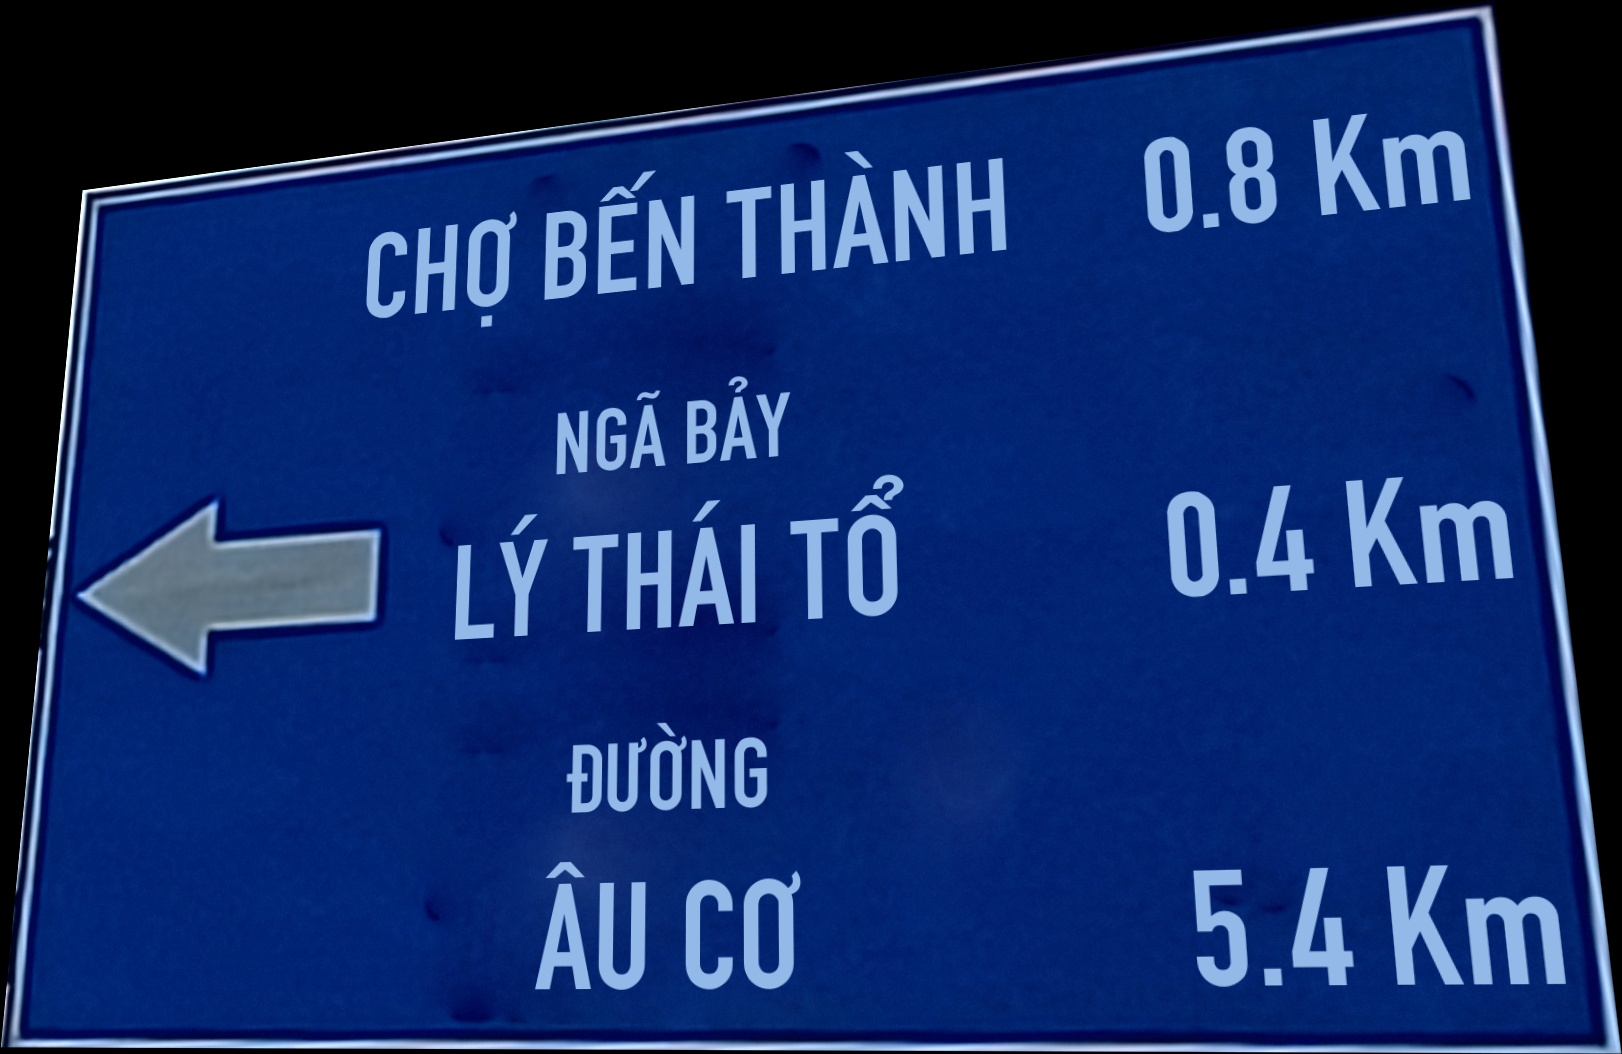 CHỢ BẾN THÀNH 0.8 Km
NGÃ BẢY
LÝ THÁI TỔ 0.4 Km
ĐƯỜNG
ÂU CƠ 5.4 Km